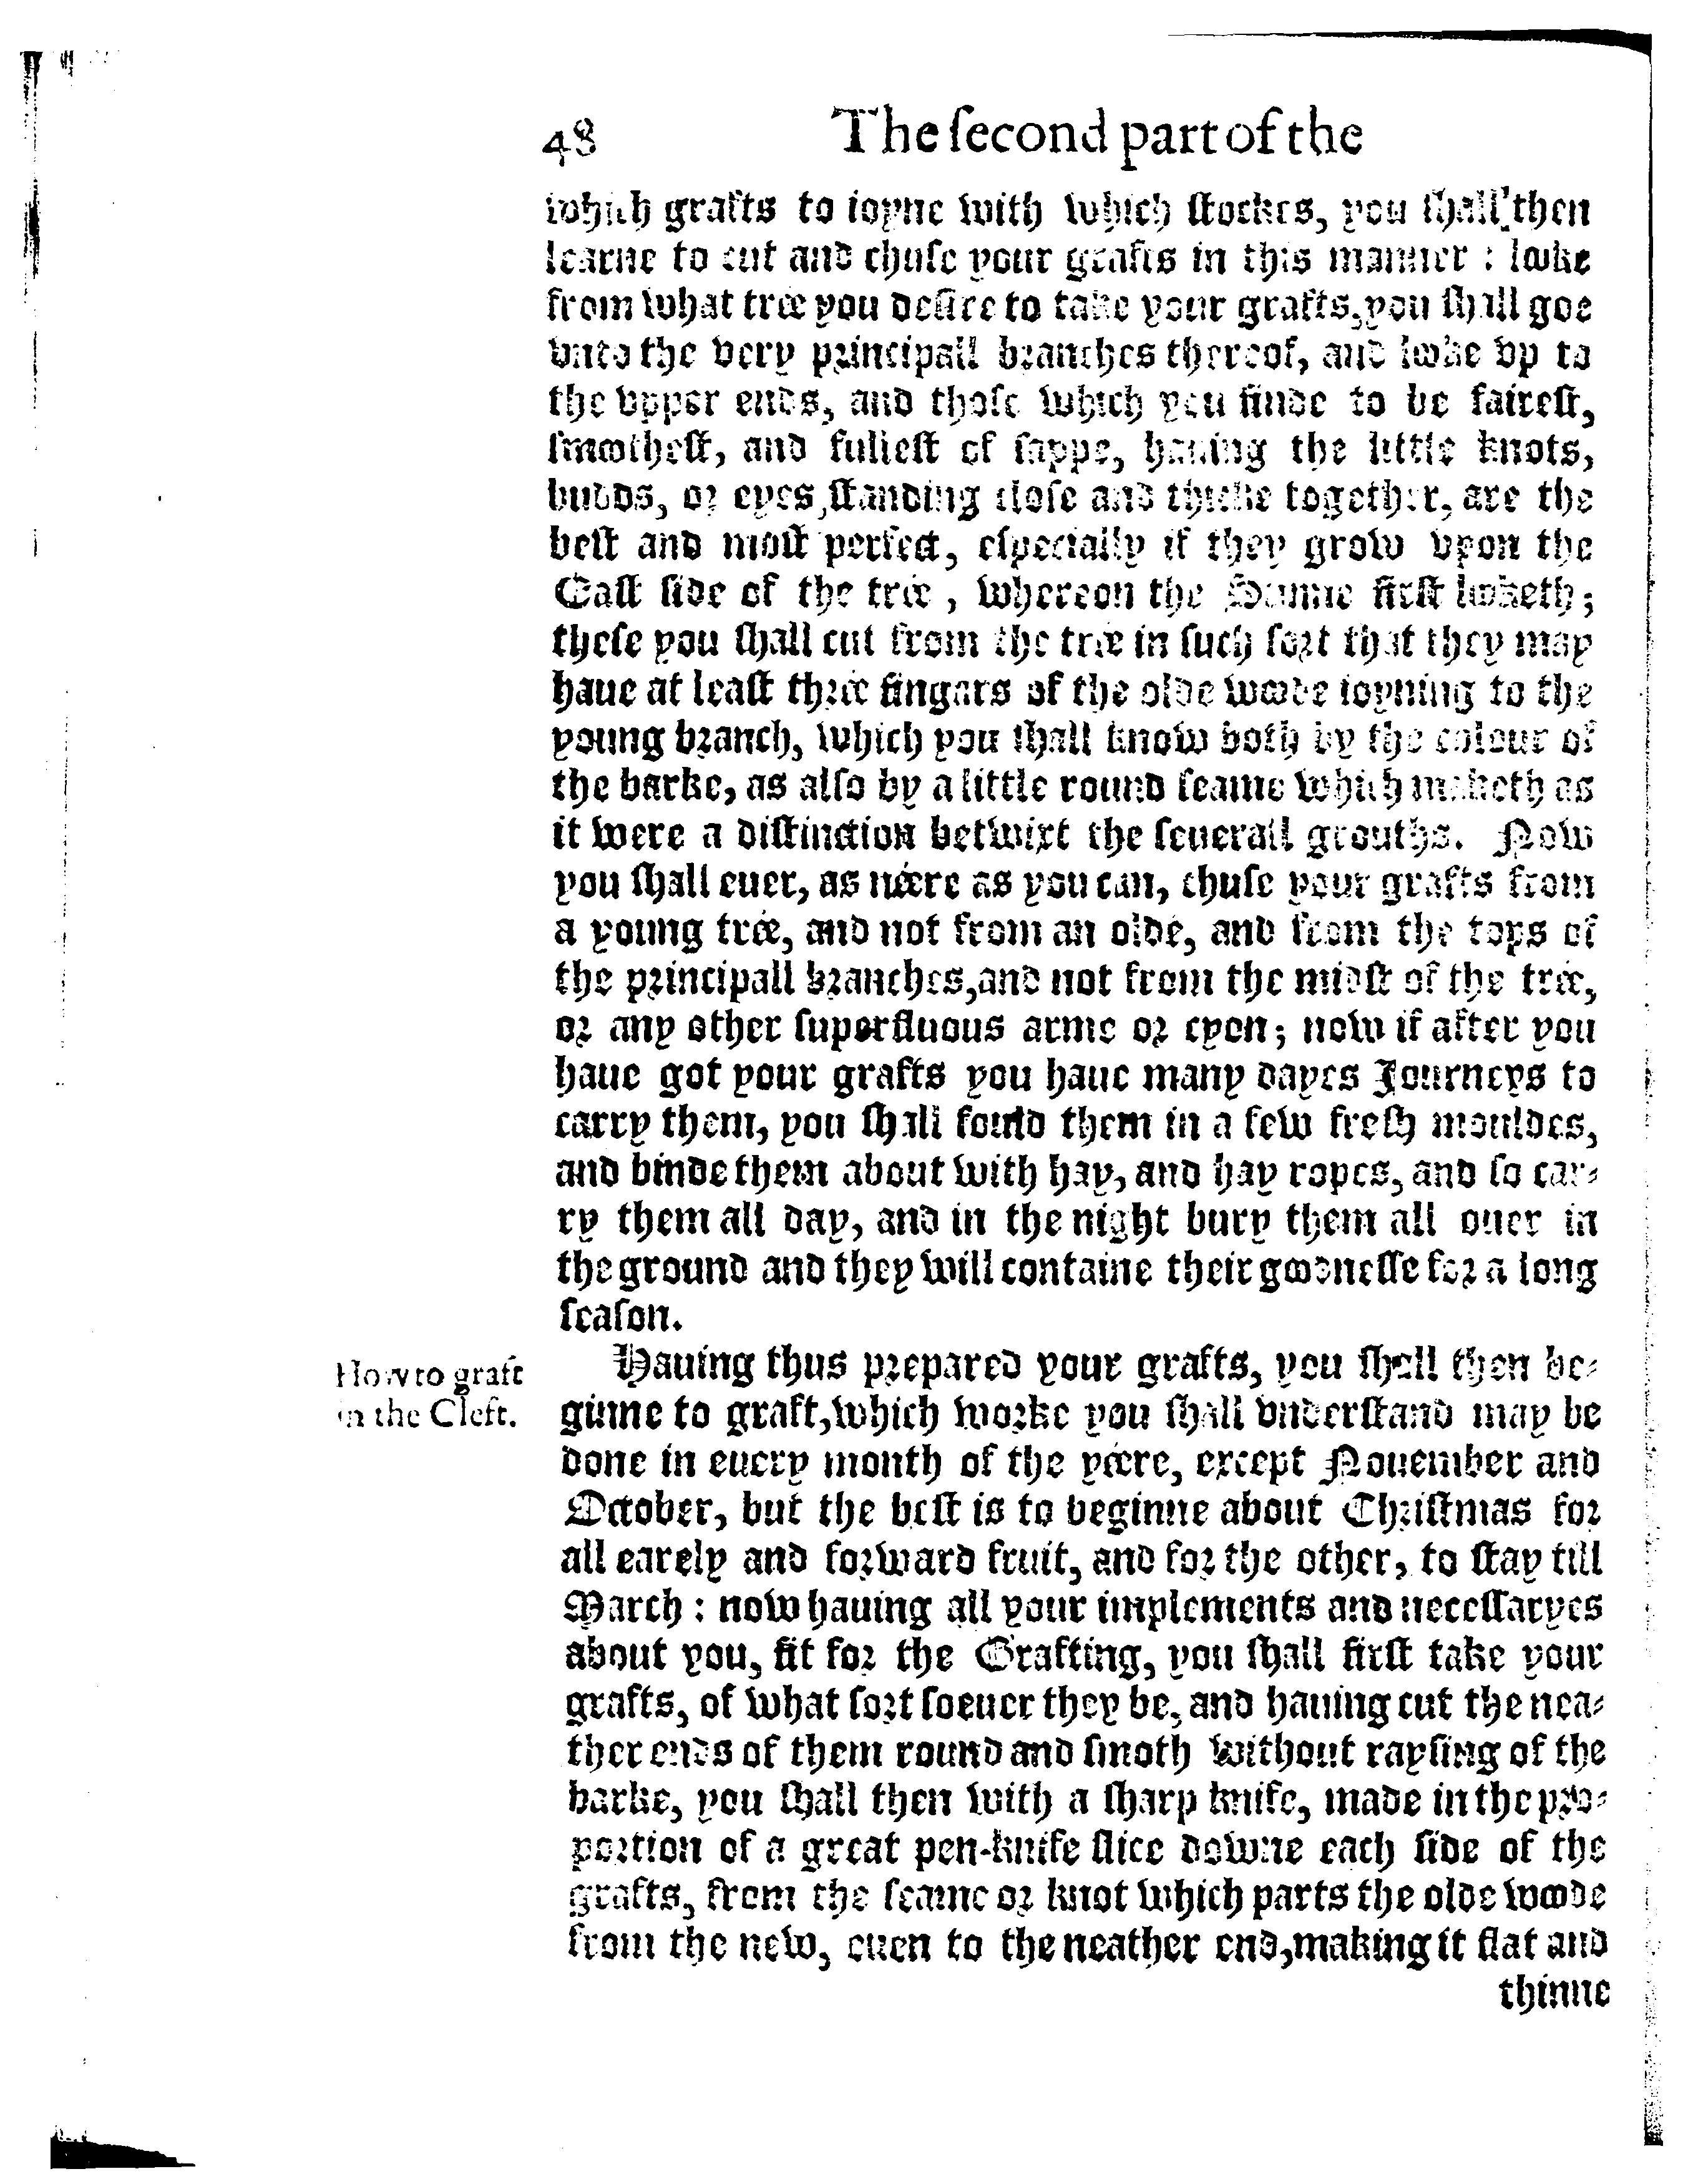 48 The ſecond part of the
which grafts to ioyne with which ſtockes, you ſhall then
learne to cut and chuſe your grafts in this manner : looke
from what tree you deſire to take your grafts, you ſhall goe
vnto the very principall branches thereof, and looke vp to
the vpper ends, and thoſe which you finde to be faireſt,
ſmootheſt, and fulleſt of ſappe, hauing the little knots,
budds, or eyes, ſtanding cloſe and thicke together, are the
beſt and moſt perfect, eſpecially if they grow vpon the
Eaſt ſide of the tree, whereon the Sunne firſt looketh;
theſe you ſhall cut from the tree in ſuch ſort that they may
haue at leaſt three fingars of the olde woode ioyning to the
young branch, which you ſhall know both by the colour of
the barke, as alſo by a little round ſeame which maketh as
it were a diſtinction betwixt the ſeuerall grouths. Now
you ſhall euer, as neere as you can, chuſe your grafts from
a young tree, and not from an olde, and from the tops of
the principall branches, and not from the midſt of the tree,
or any other ſuperfluous arme or cyon; now if after you
haue got your grafts you haue many dayes Journeys to
carry them, you ſhall fould them in a few freſh mouldes,
and binde them about with hay, and hay ropes, and ſo car-
ry them all day, and in the night bury them all ouer in
the ground and they will containe their goodneſſe for a long
ſeaſon.
How to graft
in the Cleft.
Hauing thus prepared your grafts, you ſhall then be-
ginne to graft, which worke you ſhall vnderſtand may be
done in euery month of the yeere, except Nouember and
October, but the beſt is to beginne about Chriſtmas for
all earely and forward fruit, and for the other, to ſtay till
March : now hauing all your implements and neceſſaryes
about you, fit for the Grafting, you ſhall firſt take your
grafts, of what ſort ſoeuer they be, and hauing cut the nea-
ther ends of them round and ſmoth without rayſing of the
barke, you ſhall then with a ſharp knife, made in the pro-
portion of a great pen-knife ſlice downe each ſide of the
grafts, from the ſeame or knot which parts the olde woode
from the new, euen to the neather end, making it flat and
thinne